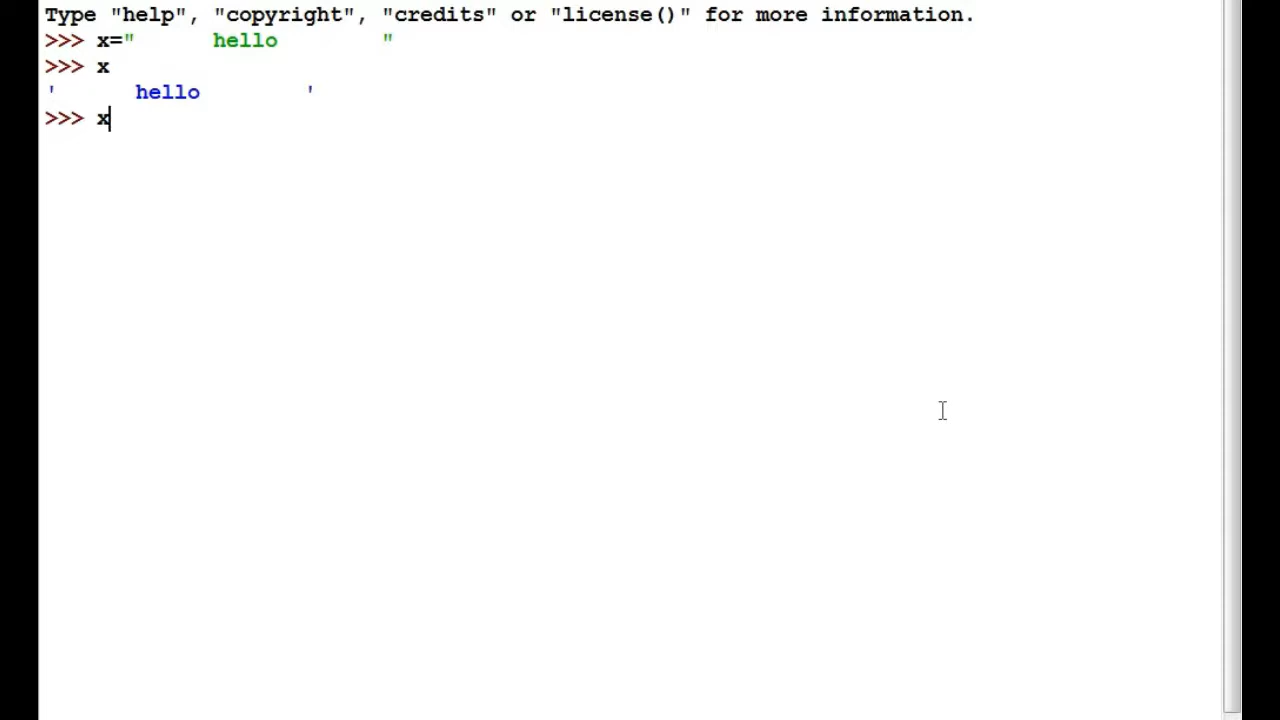 Type "help", "copyright", "credits" or "license()" for more information.
>>> x="      hello        "
>>> x
'      hello        '
>>> x